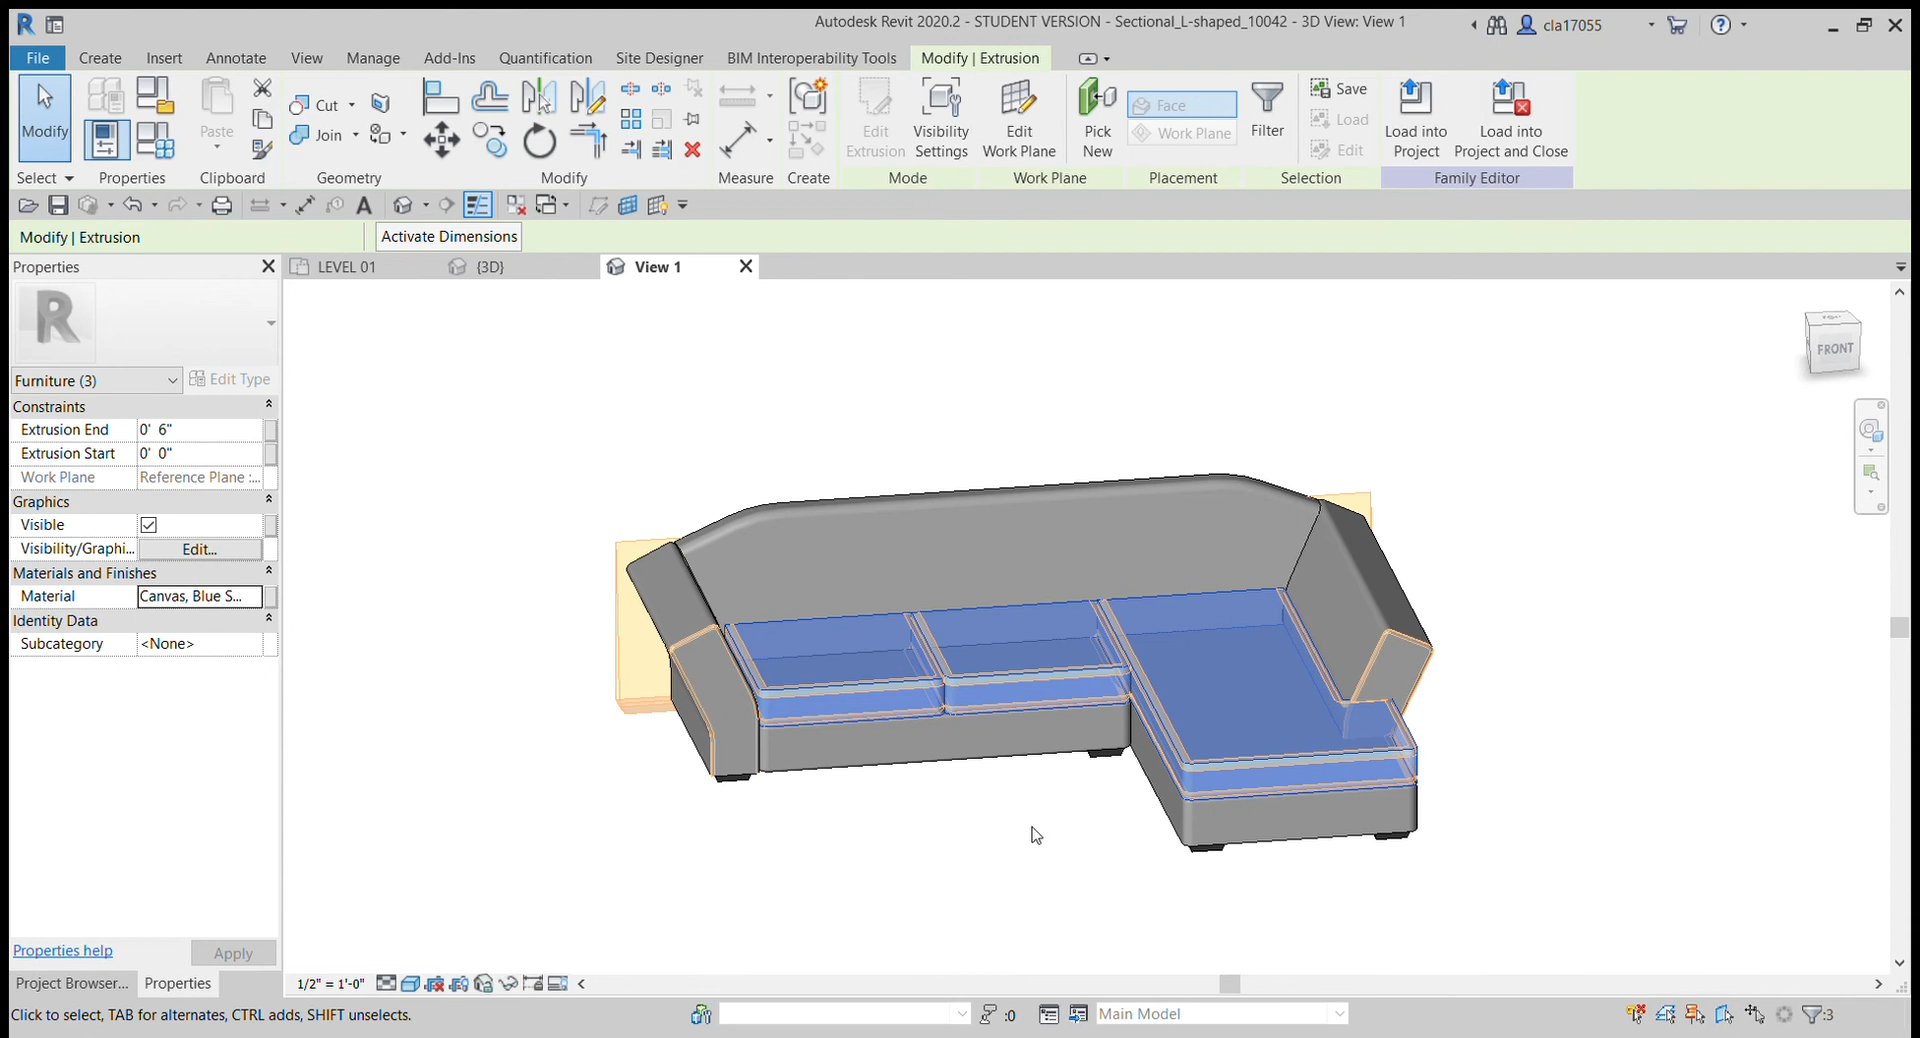 Autodesk Revit 2020.2 - STUDENT VERSION - Sectional_L-shaped_10042 - 3D View: View 1
cla17055
File Create Insert Annotate View Manage Add-Ins Quantification Site Designer BIM Interoperability Tools Modify | Extrusion
Modify
Paste
Cut
Join
Edit Extrusion
Visibility Settings
Edit Work Plane
Pick New
Face
Work Plane
Filter
Save
Load
Edit
Load into Project
Load into Project and Close
Select Properties Clipboard Geometry Modify Measure Create Mode Work Plane Placement Selection Family Editor
Modify | Extrusion Activate Dimensions
Properties
LEVEL 01 {3D} View 1
R
Furniture (3) Edit Type
Constraints
Extrusion End 0' 6"
Extrusion Start 0' 0"
Work Plane Reference Plane :...
Graphics
Visible
Visibility/Graphi... Edit...
Materials and Finishes
Material Canvas, Blue S...
Identity Data
Subcategory <None>
FRONT
Properties help Apply
Project Browser... Properties
1/2" = 1'-0"
Click to select, TAB for alternates, CTRL adds, SHIFT unselects.
:0
Main Model
:3